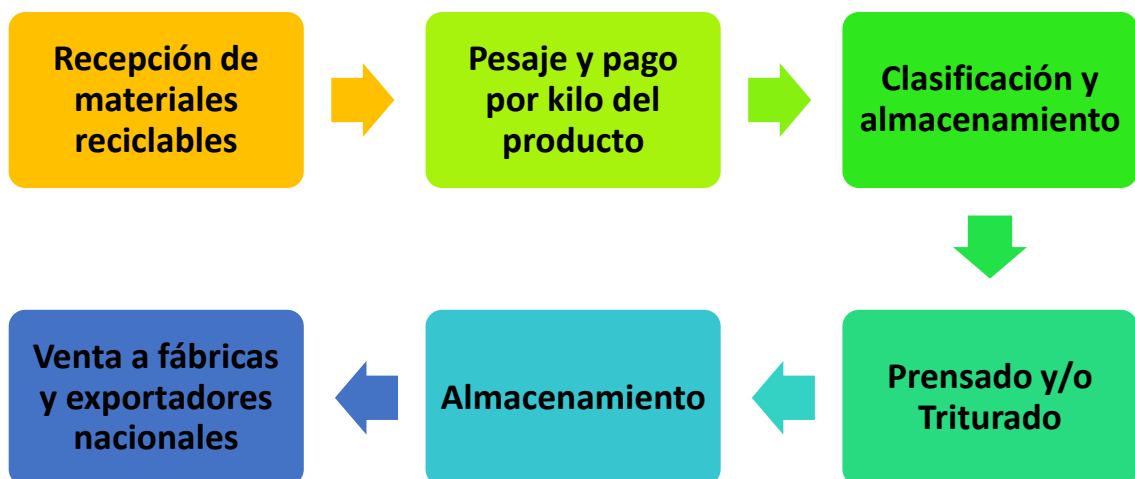 Recepción de
materiales
reciclables
Pesaje y pago
por kilo del
producto
Clasificación y
almacenamiento
Prensado y/o
Triturado
Almacenamiento
Venta a fábricas
y exportadores
nacionales